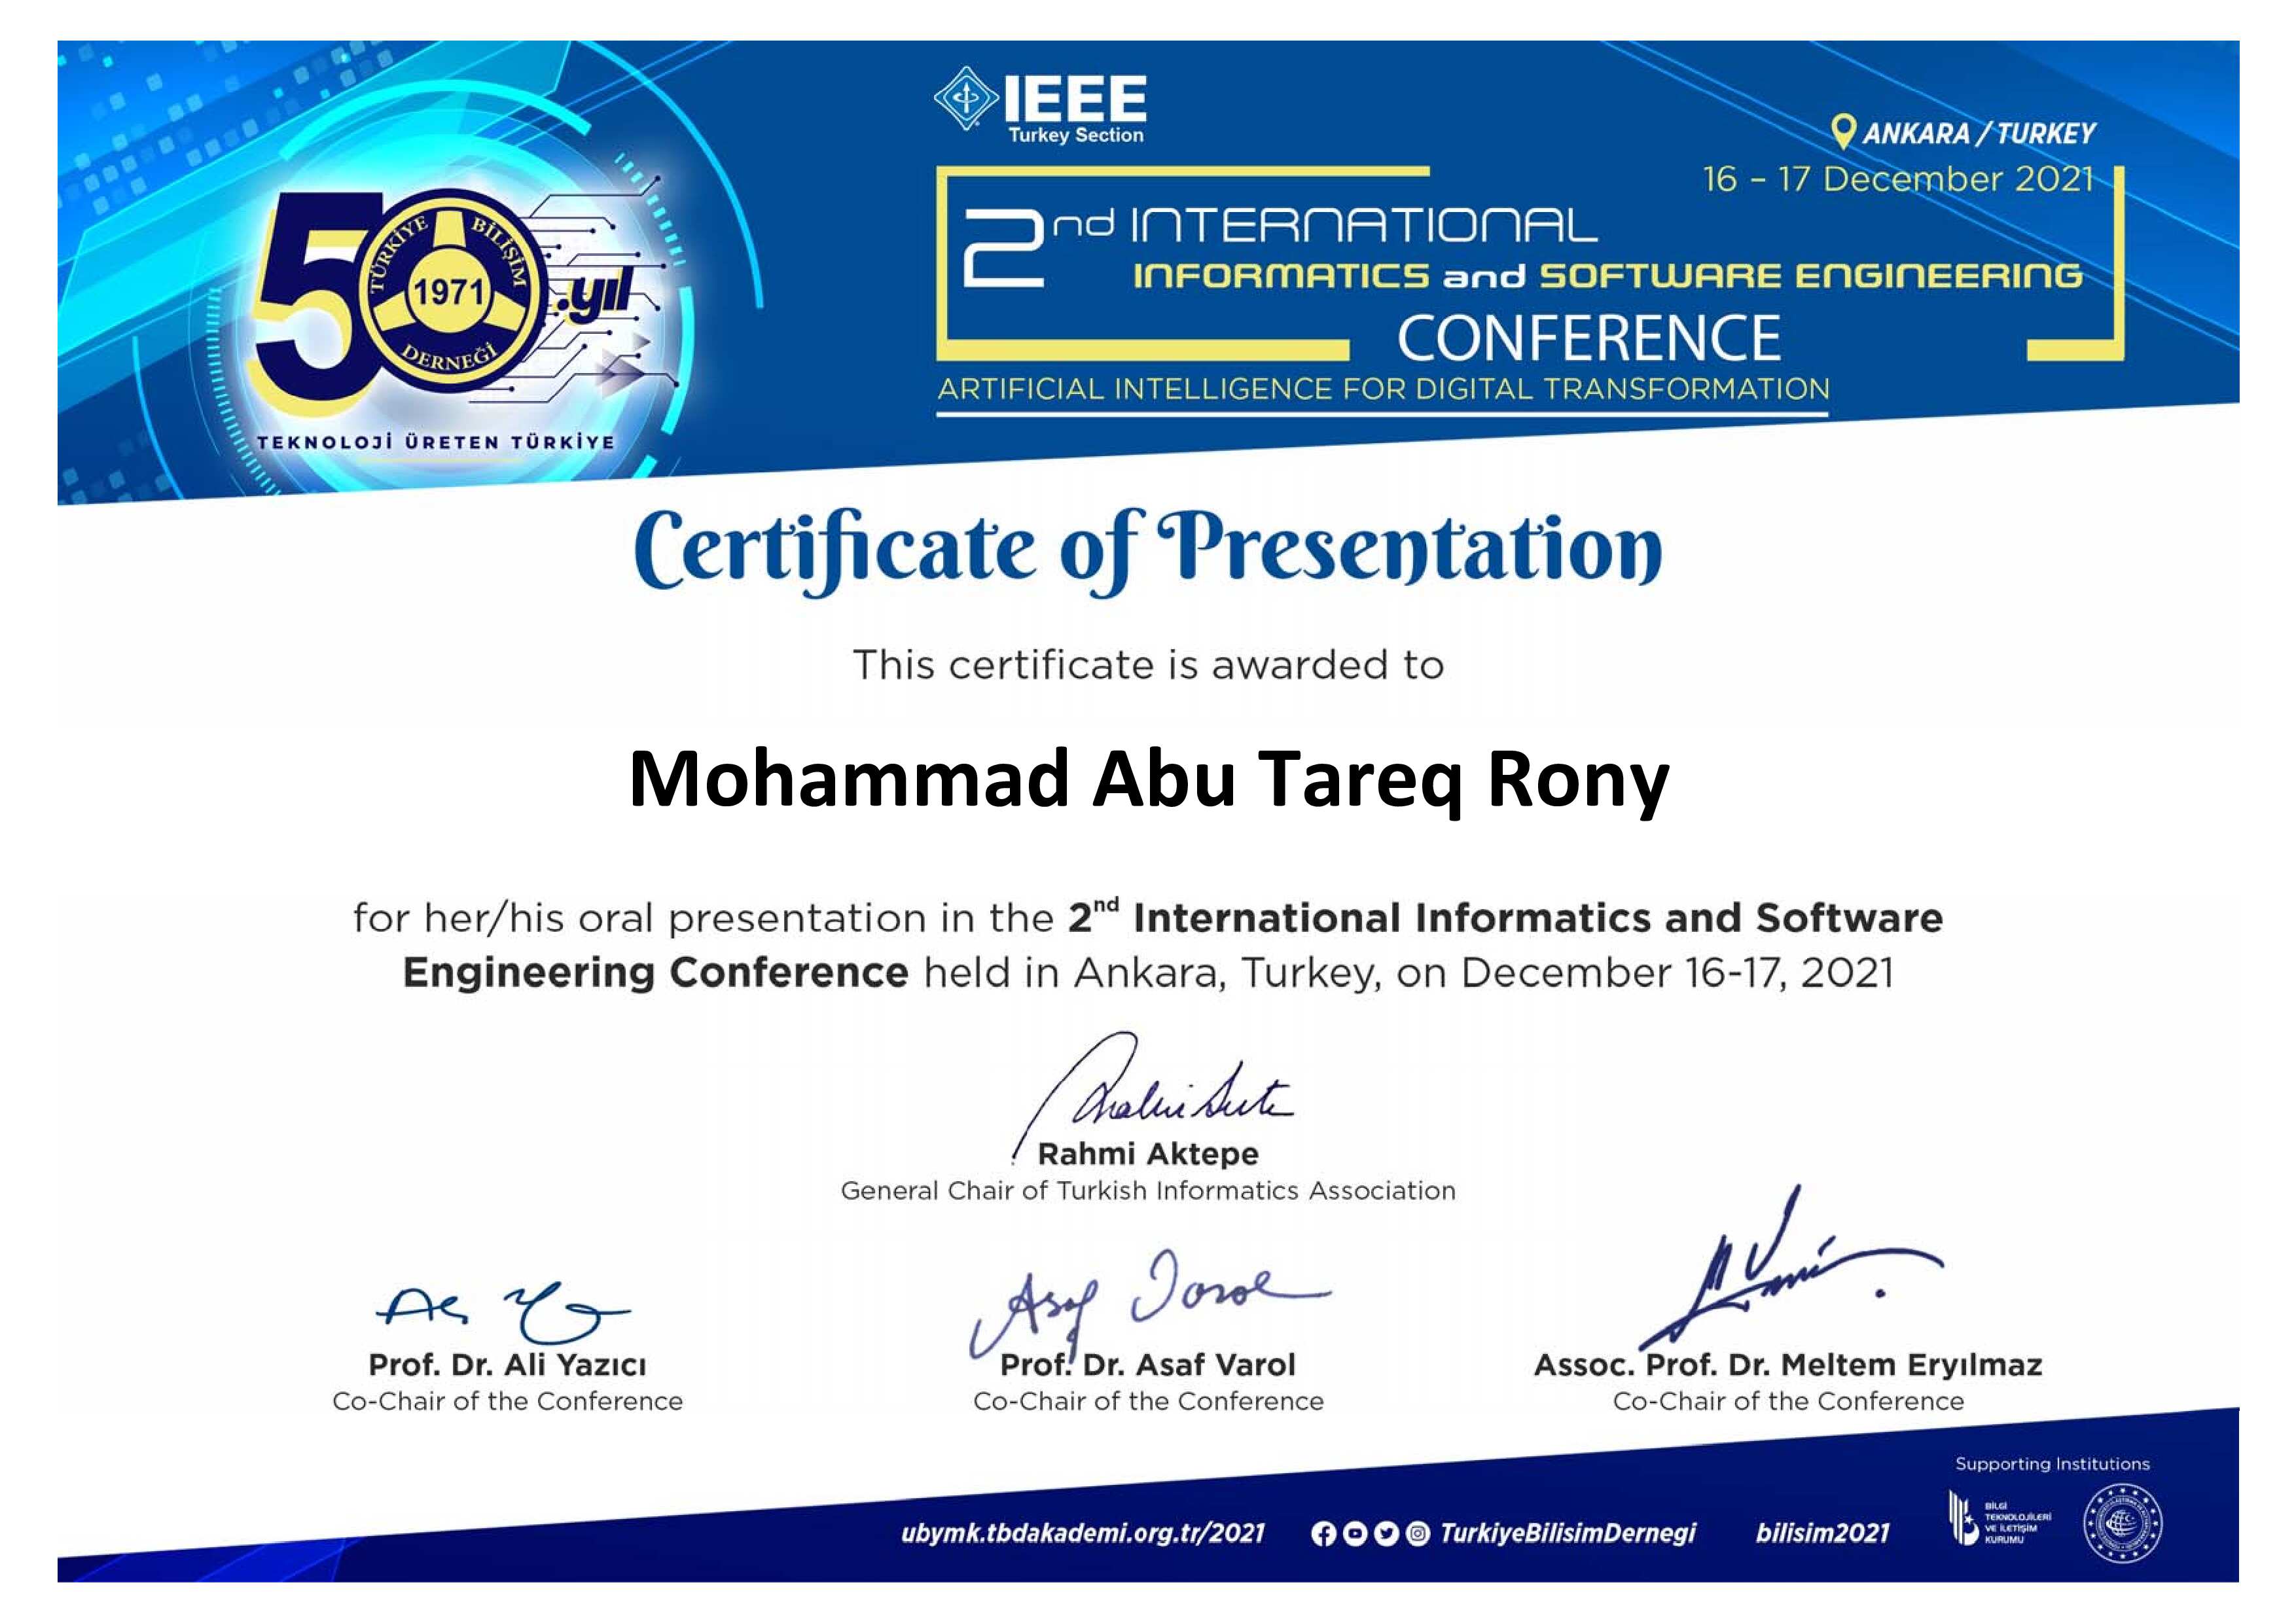 IEEE
Turkey Section
ANKARA / TURKEY
16 – 17 December 2021
2nd INTERNATIONAL
INFORMATICS and SOFTWARE ENGINEERING
CONFERENCE
ARTIFICIAL INTELLIGENCE FOR DIGITAL TRANSFORMATION
50.yıl
TÜRKİYE BİLİŞİM
1971
DERNEĞİ
TEKNOLOJİ ÜRETEN TÜRKİYE
Certificate of Presentation
This certificate is awarded to
Mohammad Abu Tareq Rony
for her/his oral presentation in the 2nd International Informatics and Software
Engineering Conference held in Ankara, Turkey, on December 16-17, 2021
Rahmi Aktepe
General Chair of Turkish Informatics Association
Asaf Varol
Prof. Dr. Ali Yazıcı
Co-Chair of the Conference
Prof. Dr. Asaf Varol
Co-Chair of the Conference
Assoc. Prof. Dr. Meltem Eryılmaz
Co-Chair of the Conference
Supporting Institutions
BİLGİ
TEKNOLOJİLERİ
VE İLETİŞİM
KURUMU
ubymk.tbdakademi.org.tr/2021
TurkiyeBilisimDernegi
bilisim2021